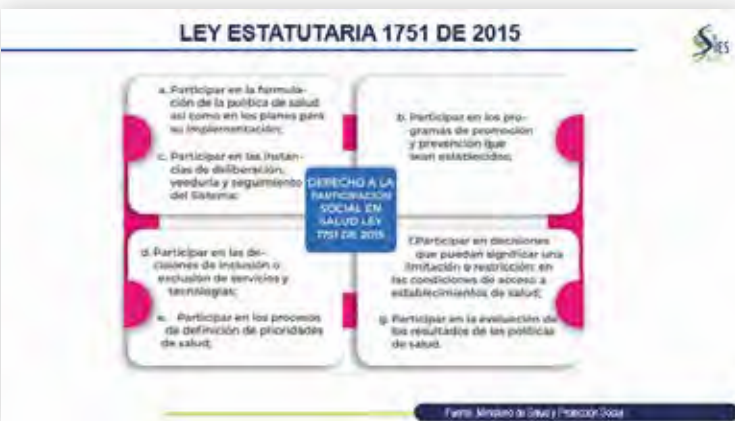 LEY ESTATUTARIA 1751 DE 2015
SIES
a. Participar en la formula-
ción de la política de salud
así como en los planes para
su implementación;
c. Participar en las instan-
cias de deliberación,
veeduría y seguimiento
del Sistema;
b. Participar en los pro-
gramas de promoción
y prevención que
sean establecidos;
DERECHO A LA
PARTICIPACIÓN
SOCIAL EN
SALUD LEY
1751 DE 2015
d. Participar en las de-
cisiones de inclusión o
exclusión de servicios y
tecnologías;
e. Participar en los procesos
de definición de prioridades
de salud;
f.Participar en decisiones
que puedan significar una
limitación o restricción en
las condiciones de acceso a
establecimientos de salud;
g. Participar en la evaluación de
los resultados de las políticas
de salud.
Fuente: Ministerio de Salud y Protección Social